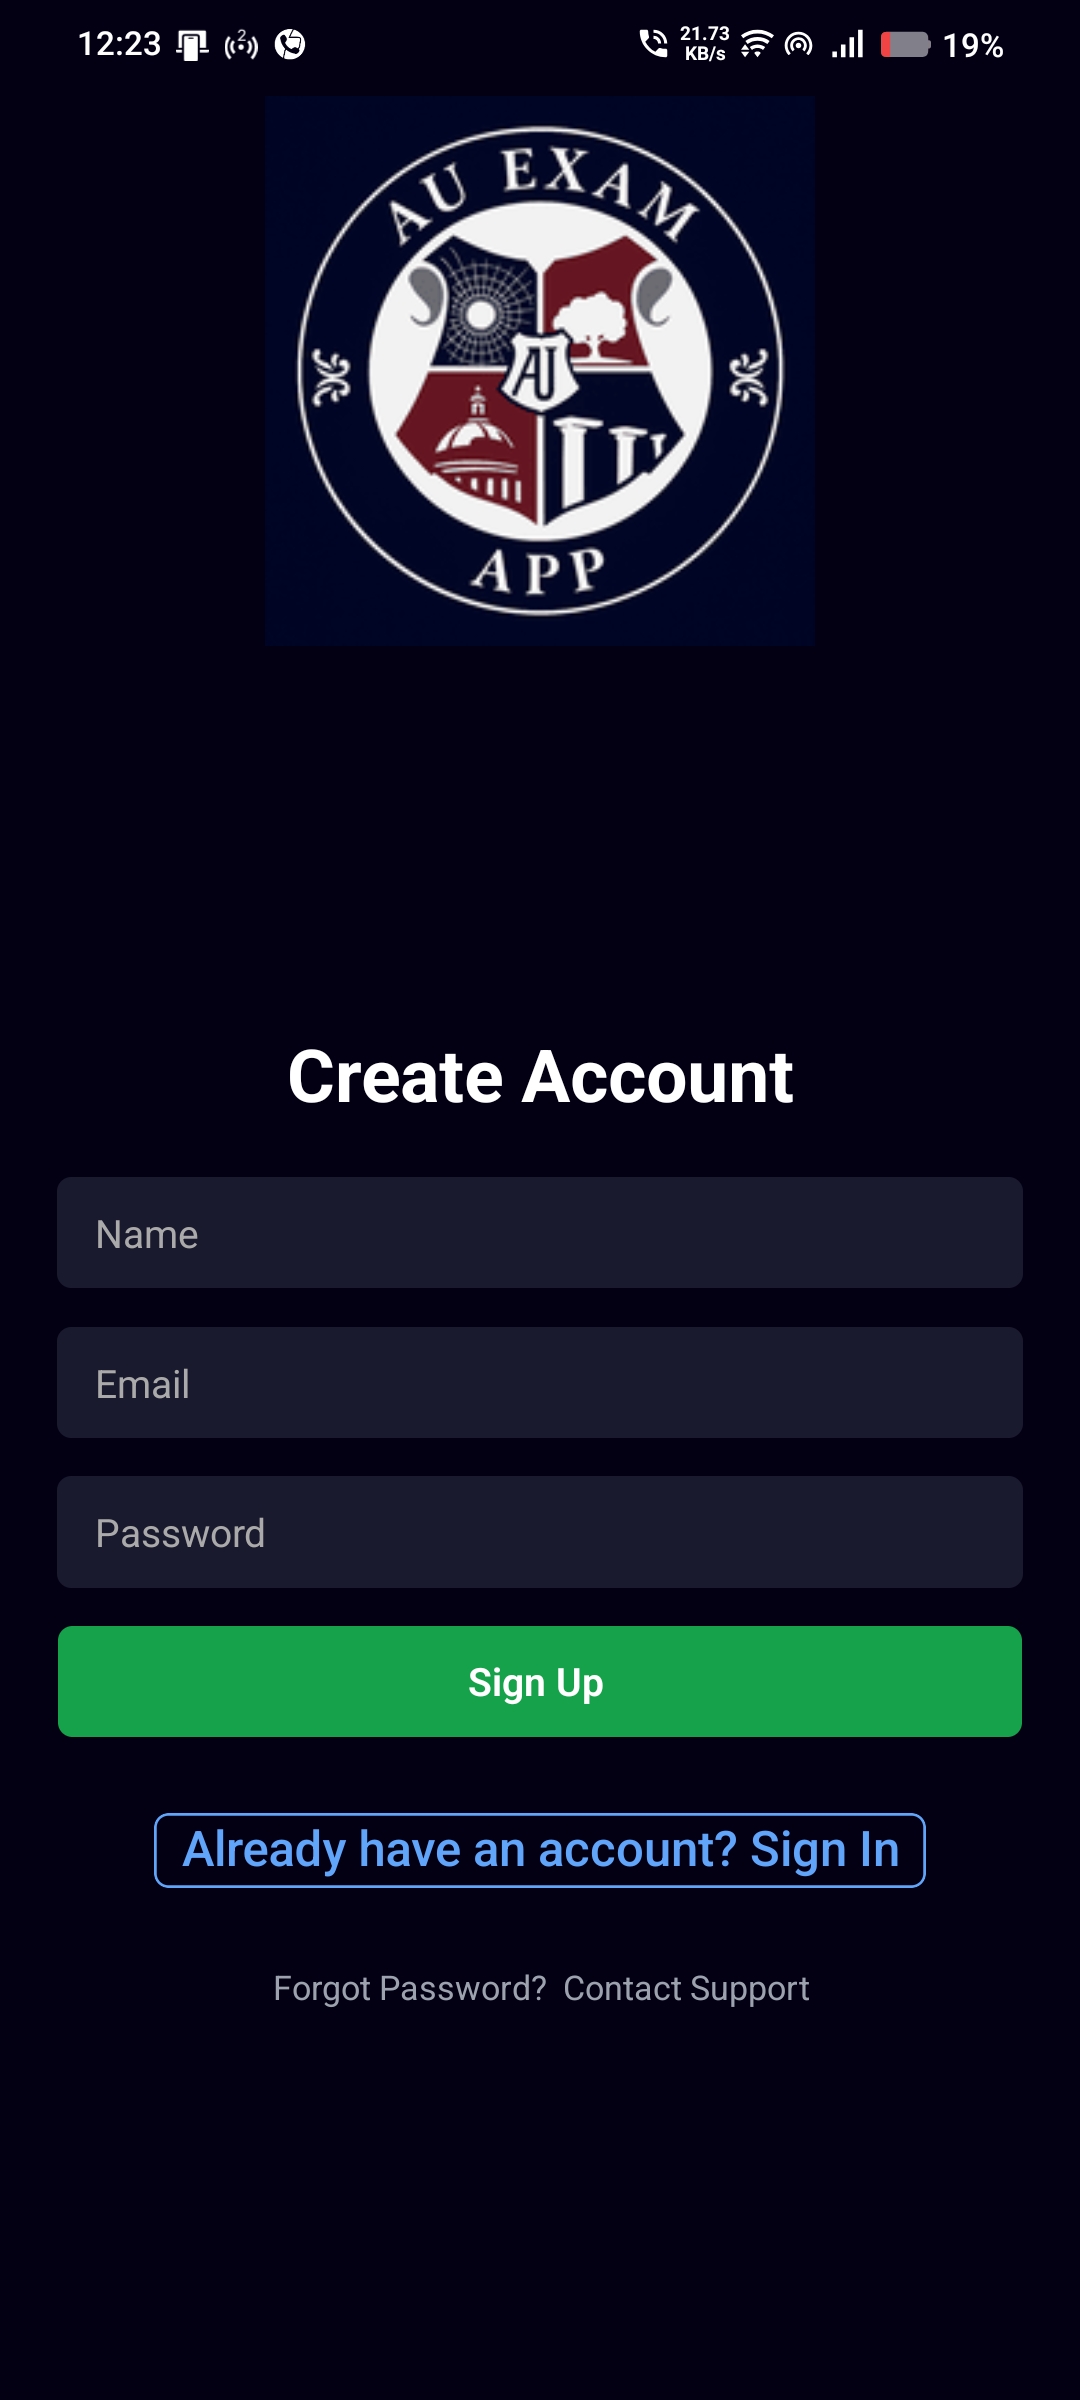 12:23
2
21.73
KB/s
19%
AU EXAM
AU
APP
Create Account
Name
Email
Password
Sign Up
Already have an account? Sign In
Forgot Password? Contact Support